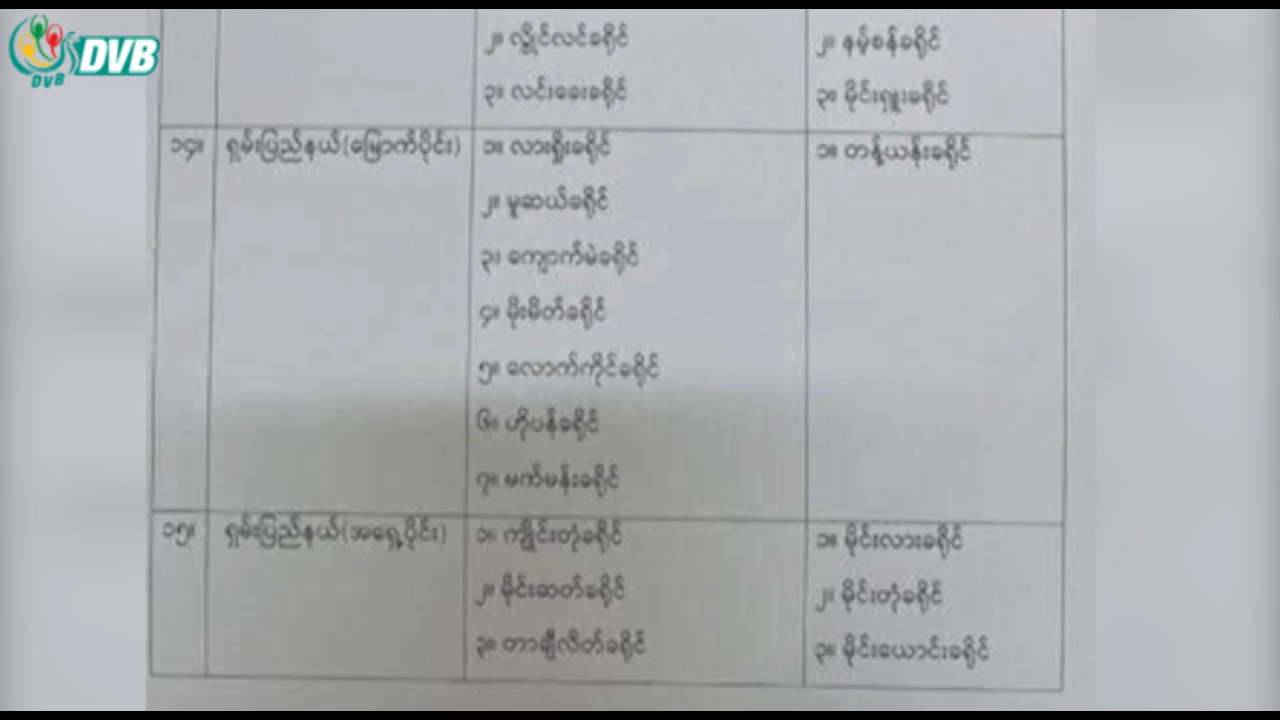 DVB
DVB
၂။ လွိုင်လင်ခရိုင် ၂။ နမ့်စန်ခရိုင်
၃။ လင်းခေးခရိုင် ၃။ မိုင်းရှူးခရိုင်
၁၄။ ရှမ်းပြည်နယ်(မြောက်ပိုင်း) ၁။ လားရှိုးခရိုင် ၁။ တန့်ယန်းခရိုင်
၂။ မူဆယ်ခရိုင်
၃။ ကျောက်မဲခရိုင်
၄။ မိုးမိတ်ခရိုင်
၅။ လောက်ကိုင်ခရိုင်
၆။ ဟိုပန်ခရိုင်
၇။ မက်မန်းခရိုင်
၁၅။ ရှမ်းပြည်နယ်(အရှေ့ပိုင်း) ၁။ ကျိုင်းတုံခရိုင် ၁။ မိုင်းလားခရိုင်
၂။ မိုင်းဆတ်ခရိုင် ၂။ မိုင်းတုံခရိုင်
၃။ တာချီလိတ်ခရိုင် ၃။ မိုင်းယောင်းခရိုင်